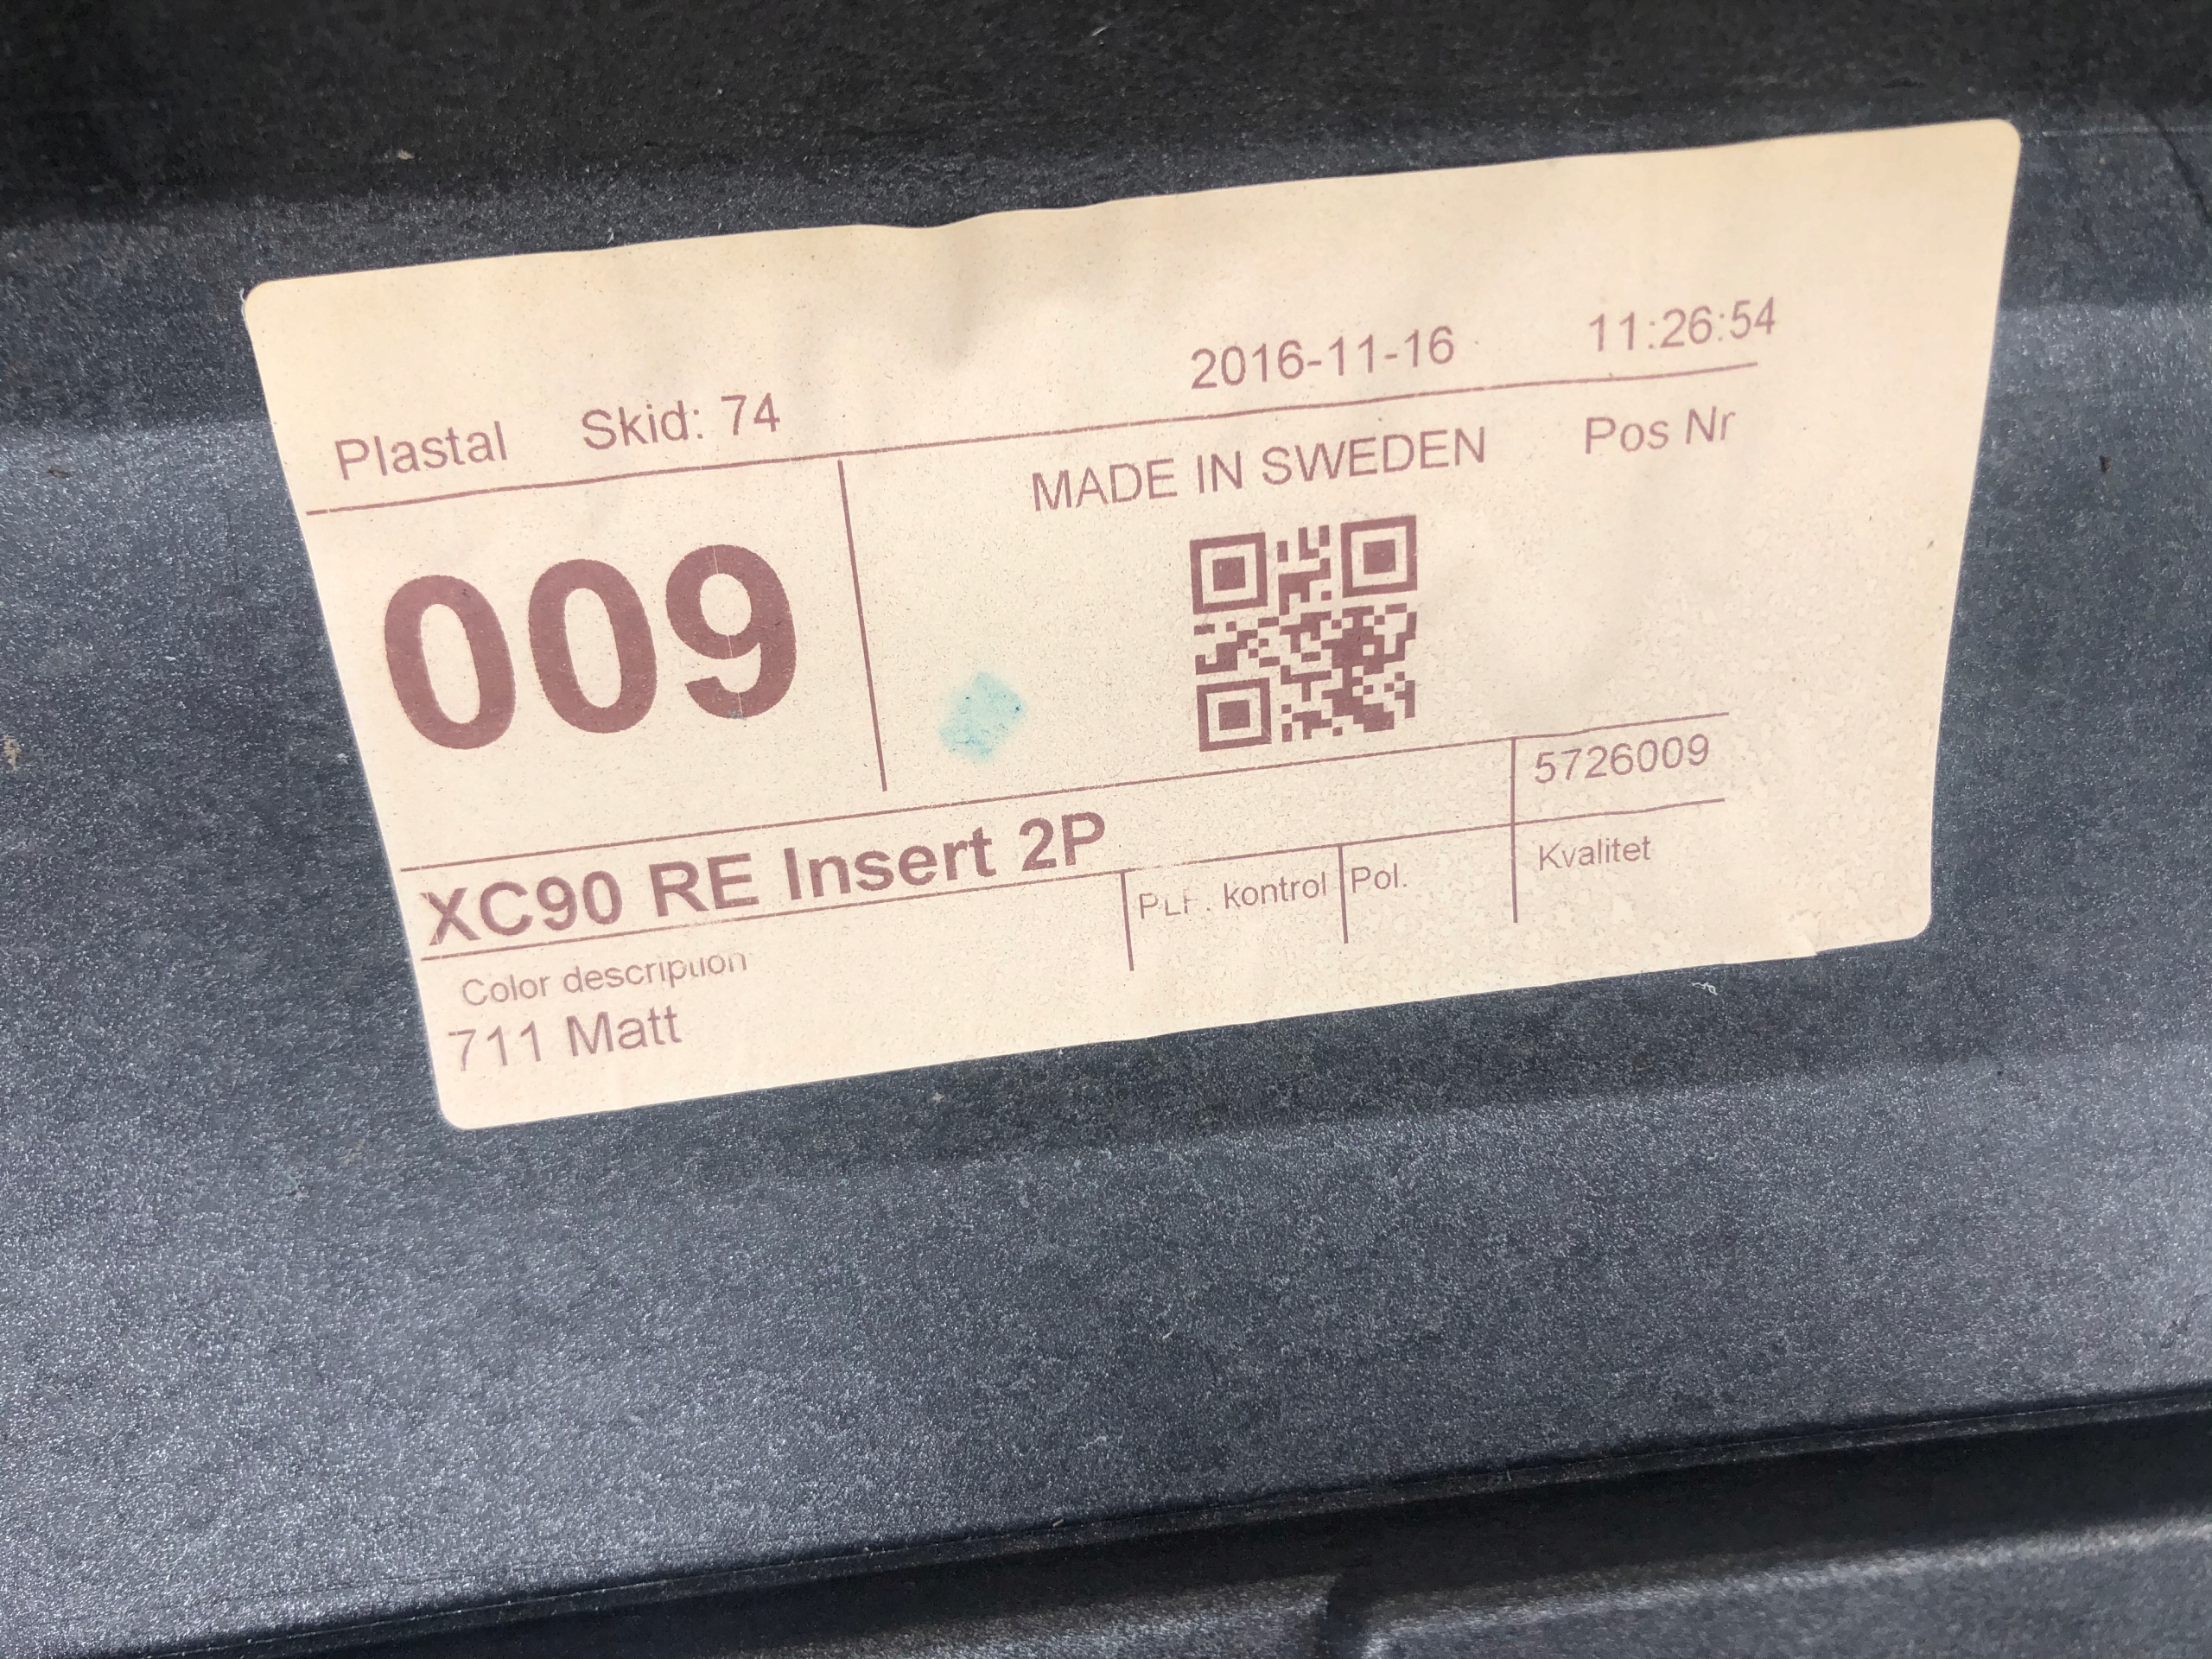 Plastal Skid: 74 2016-11-16 11:26:54
009
MADE IN SWEDEN
Pos Nr
5726009
XC90 RE Insert 2P
kontrol
Pol.
Kvalitet
Color description
711 Matt